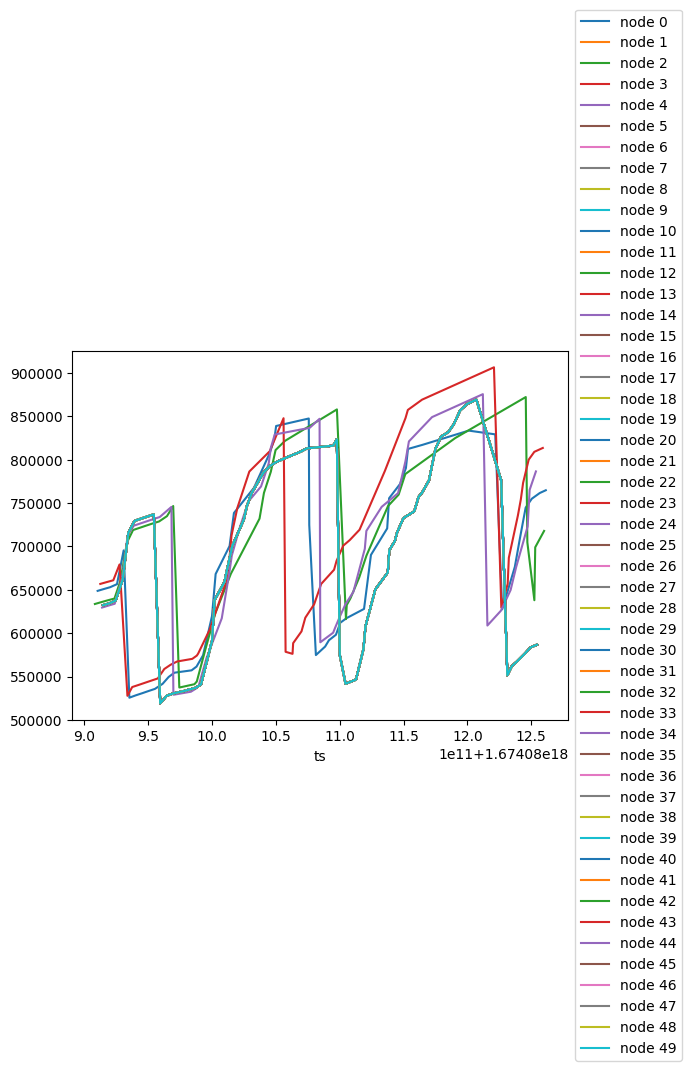 node 0
node 1
node 2
node 3
node 4
node 5
node 6
node 7
node 8
node 9
node 10
node 11
node 12
node 13
node 14
node 15
node 16
node 17
node 18
node 19
node 20
node 21
node 22
node 23
node 24
node 25
node 26
node 27
node 28
node 29
node 30
node 31
node 32
node 33
node 34
node 35
node 36
node 37
node 38
node 39
node 40
node 41
node 42
node 43
node 44
node 45
node 46
node 47
node 48
node 49
900000
850000
800000
750000
700000
650000
600000
550000
500000
9.0 9.5 10.0 10.5 11.0 11.5 12.0 12.5
ts
1e11+1.67408e18